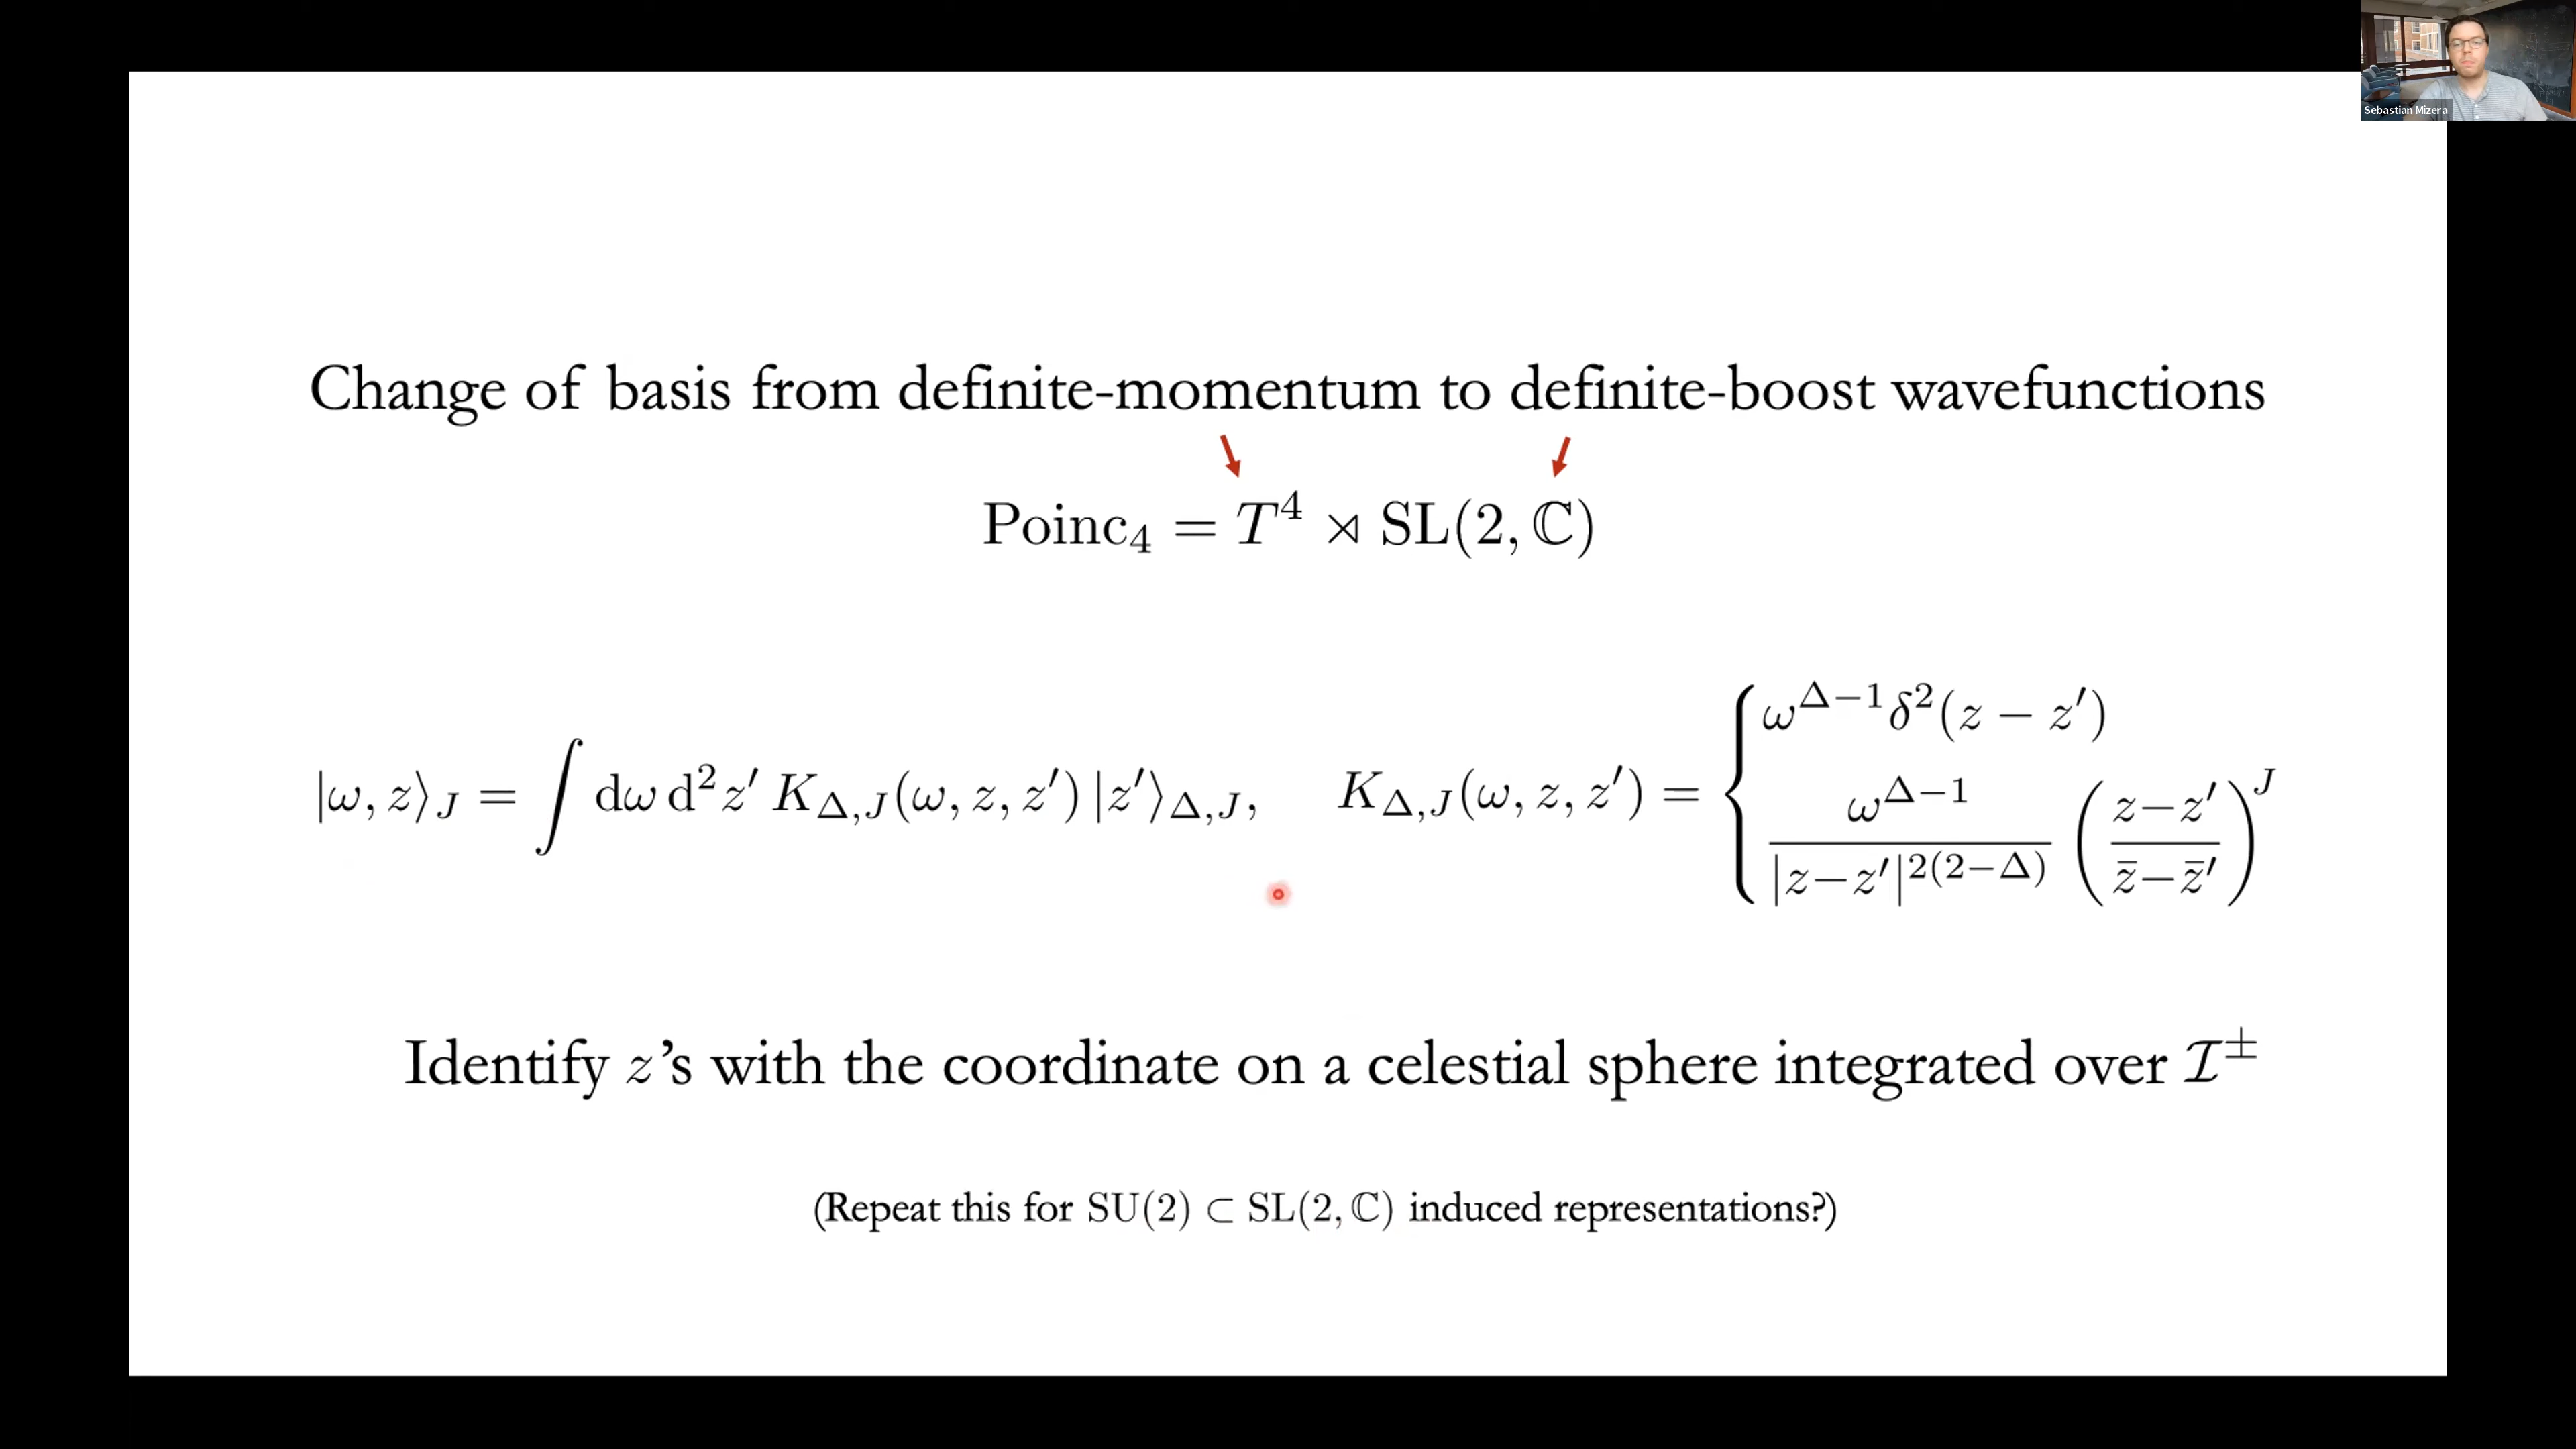 Sebastian Mizera
Change of basis from definite-momentum to definite-boost wavefunctions
Poinc₄ = T⁴ ⋊ SL(2, ℂ)
|ω, z⟩_J = ∫ dω d²z′ K_{Δ,J}(ω, z, z′) |z′⟩_{Δ,J}, K_{Δ,J}(ω, z, z′) = { ω^{Δ−1} δ²(z − z′)
ω^{Δ−1} / |z−z′|^{2(2−Δ)} ( (z−z′) / (z̄−z̄′) )^J
Identify z’s with the coordinate on a celestial sphere integrated over ℐ^±
(Repeat this for SU(2) ⊂ SL(2, ℂ) induced representations?)